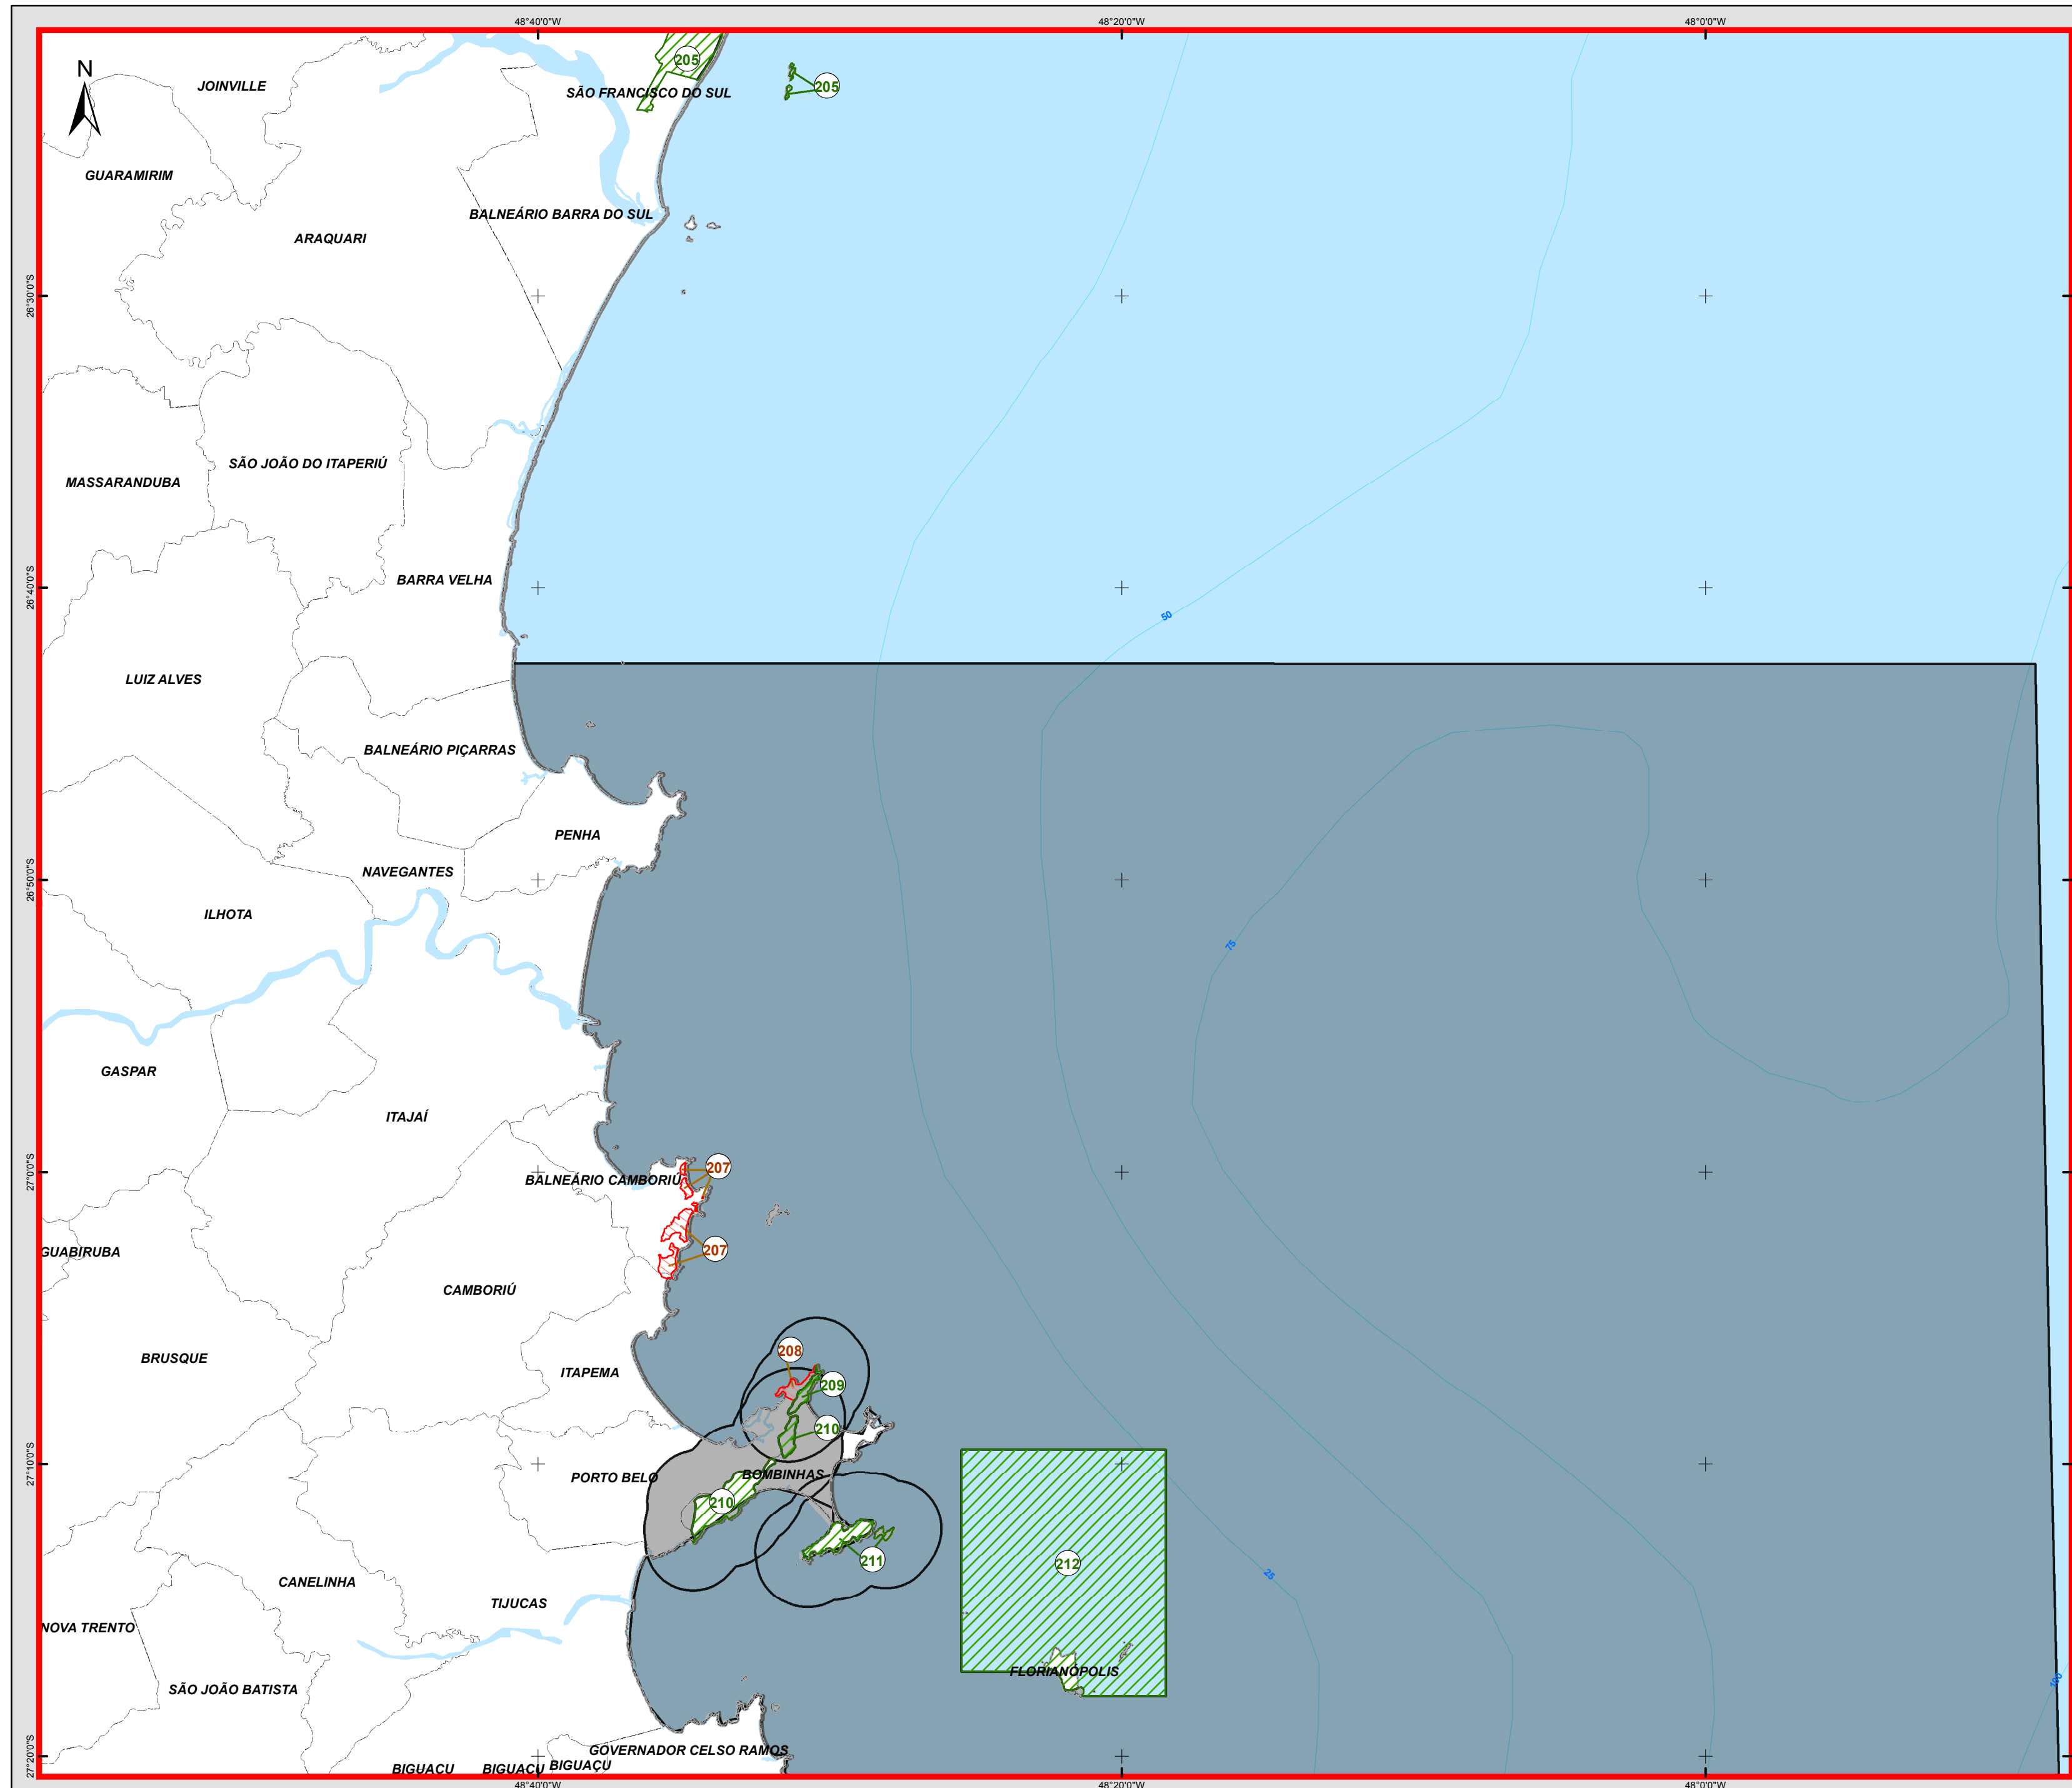 48°40'0"W
48°20'0"W
48°0'0"W
N
205
JOINVILLE
205
SÃO FRANCISCO DO SUL
GUARAMIRIM
BALNEÁRIO BARRA DO SUL
ARAQUARI
26°30'0"S
SÃO JOÃO DO ITAPERIÚ
MASSARANDUBA
BARRA VELHA
26°40'0"S
50
LUIZ ALVES
BALNEÁRIO PIÇARRAS
PENHA
NAVEGANTES
26°50'0"S
ILHOTA
75
GASPAR
ITAJAÍ
207
27°0'0"S
BALNEÁRIO CAMBORIÚ
207
GUABIRUBA
CAMBORIÚ
208
BRUSQUE
ITAPEMA
209
210
27°10'0"S
BOMBINHAS
PORTO BELO
210
211
212
25
CANELINHA
TIJUCAS
NOVA TRENTO
FLORIANÓPOLIS
100
SÃO JOÃO BATISTA
GOVERNADOR CELSO RAMOS
27°20'0"S
BIGUAÇU
BIGUAÇU
BIGUAÇU
48°40'0"W
48°20'0"W
48°0'0"W